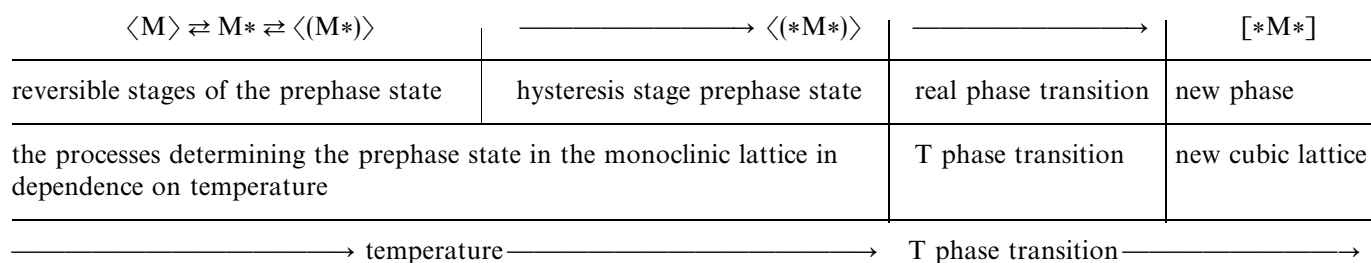 ⟨M⟩ ⇄ M∗ ⇄ ⟨(M∗)⟩ ⟶ ⟨(∗M∗)⟩ ⟶ [∗M∗]
reversible stages of the prephase state hysteresis stage prephase state real phase transition new phase
the processes determining the prephase state in the monoclinic lattice in T phase transition new cubic lattice
dependence on temperature
⟶ temperature ⟶ T phase transition ⟶